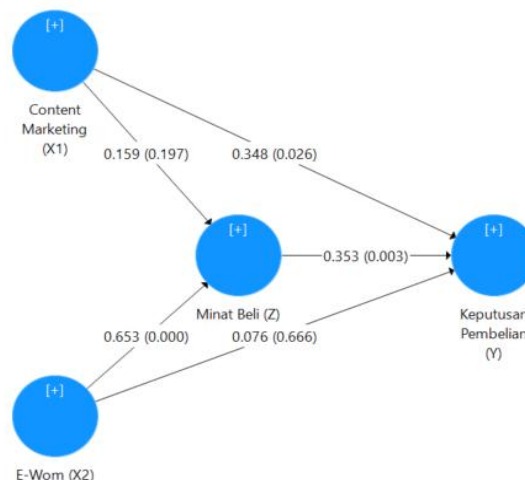 [+]
Content
Marketing
(X1)
0.159 (0.197)
0.348 (0.026)
[+]
[+]
0.353 (0.003)
Minat Beli (Z)
Keputusan
Pembelian
(Y)
0.653 (0.000)
0.076 (0.666)
[+]
E-Wom (X2)